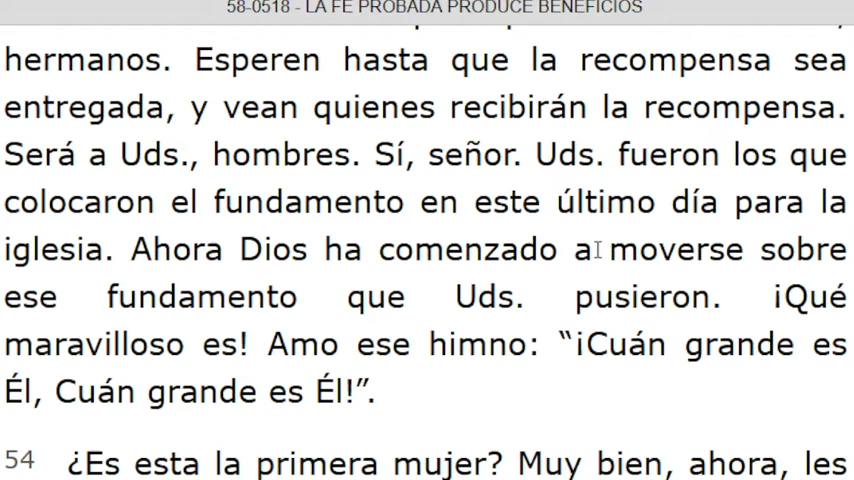 58-0518 - LA FE PROBADA PRODUCE BENEFICIOS
hermanos. Esperen hasta que la recompensa sea
entregada, y vean quienes recibirán la recompensa.
Será a Uds., hombres. Sí, señor. Uds. fueron los que
colocaron el fundamento en este último día para la
iglesia. Ahora Dios ha comenzado a moverse sobre
ese fundamento que Uds. pusieron. ¡Qué
maravilloso es! Amo ese himno: “¡Cuán grande es
Él, Cuán grande es Él!”.
54 ¿Es esta la primera mujer? Muy bien, ahora, les